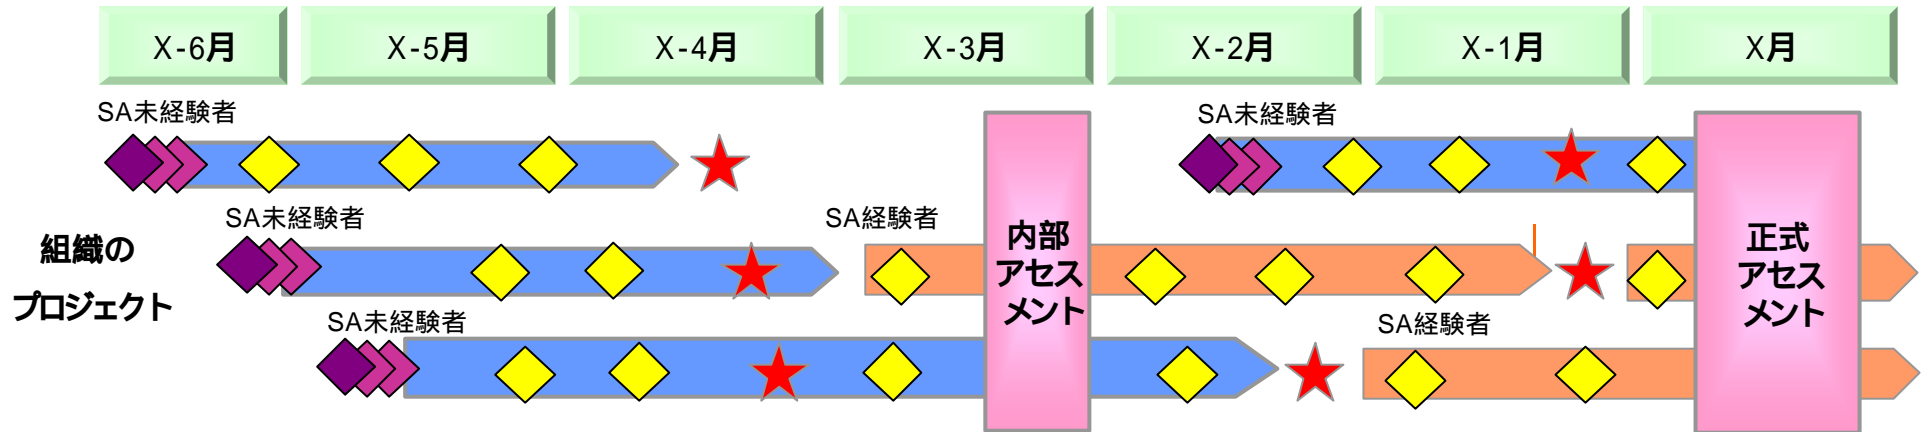 X-6月
X-5月
X-4月
X-3月
X-2月
X-1月
X月
SA未経験者
SA未経験者
SA未経験者
SA経験者
組織の
プロジェクト
内部
アセス
メント
正式
アセス
メント
SA未経験者
SA経験者